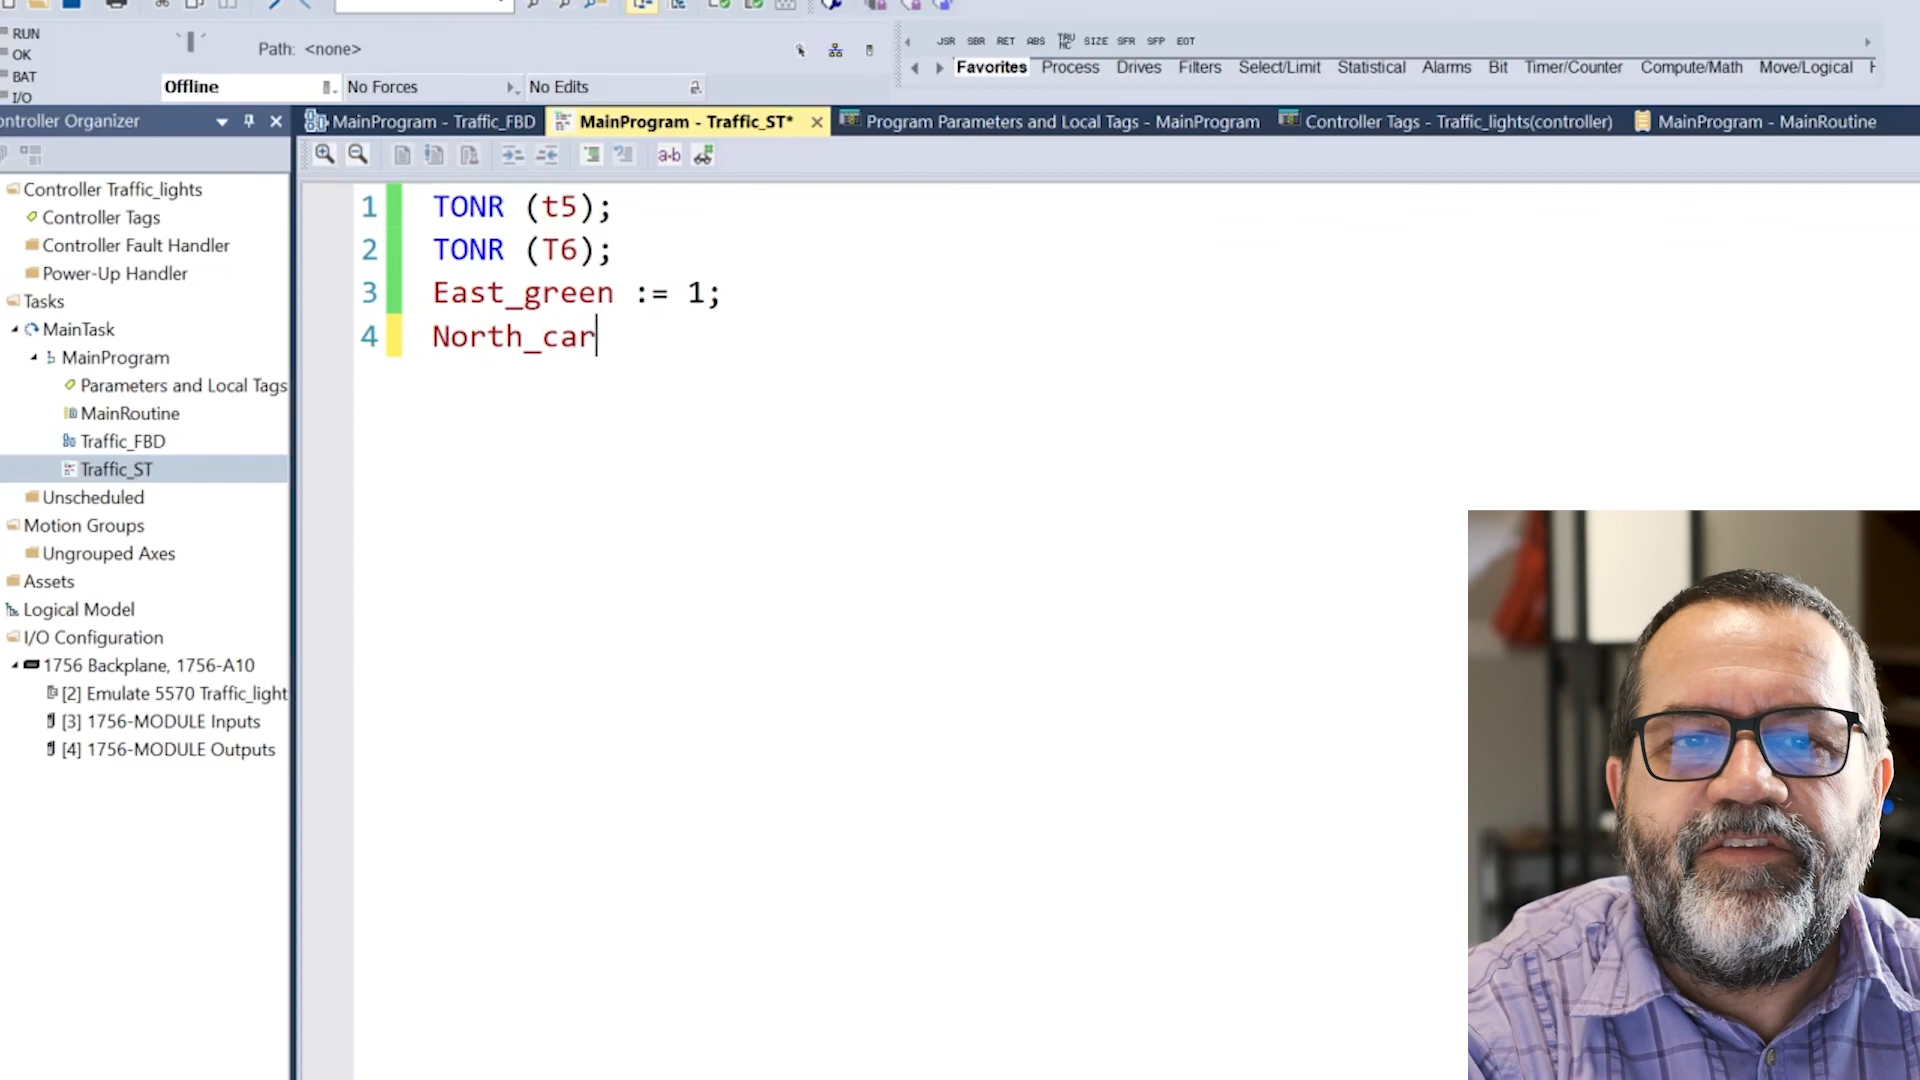 RUN
OK
BAT
I/O
Path: <none>
Offline
No Forces
No Edits
JSR SBR RET ABS TRUNC SIZE SFR SFP EOT
Favorites Process Drives Filters Select/Limit Statistical Alarms Bit Timer/Counter Compute/Math Move/Logical
ontroller Organizer
MainProgram - Traffic_FBD
MainProgram - Traffic_ST*
Program Parameters and Local Tags - MainProgram
Controller Tags - Traffic_lights(controller)
MainProgram - MainRoutine
a-b
Controller Traffic_lights
Controller Tags
Controller Fault Handler
Power-Up Handler
Tasks
MainTask
MainProgram
Parameters and Local Tags
MainRoutine
Traffic_FBD
Traffic_ST
Unscheduled
Motion Groups
Ungrouped Axes
Assets
Logical Model
I/O Configuration
1756 Backplane, 1756-A10
[2] Emulate 5570 Traffic_light
[3] 1756-MODULE Inputs
[4] 1756-MODULE Outputs
1 TONR (t5);
2 TONR (T6);
3 East_green := 1;
4 North_car